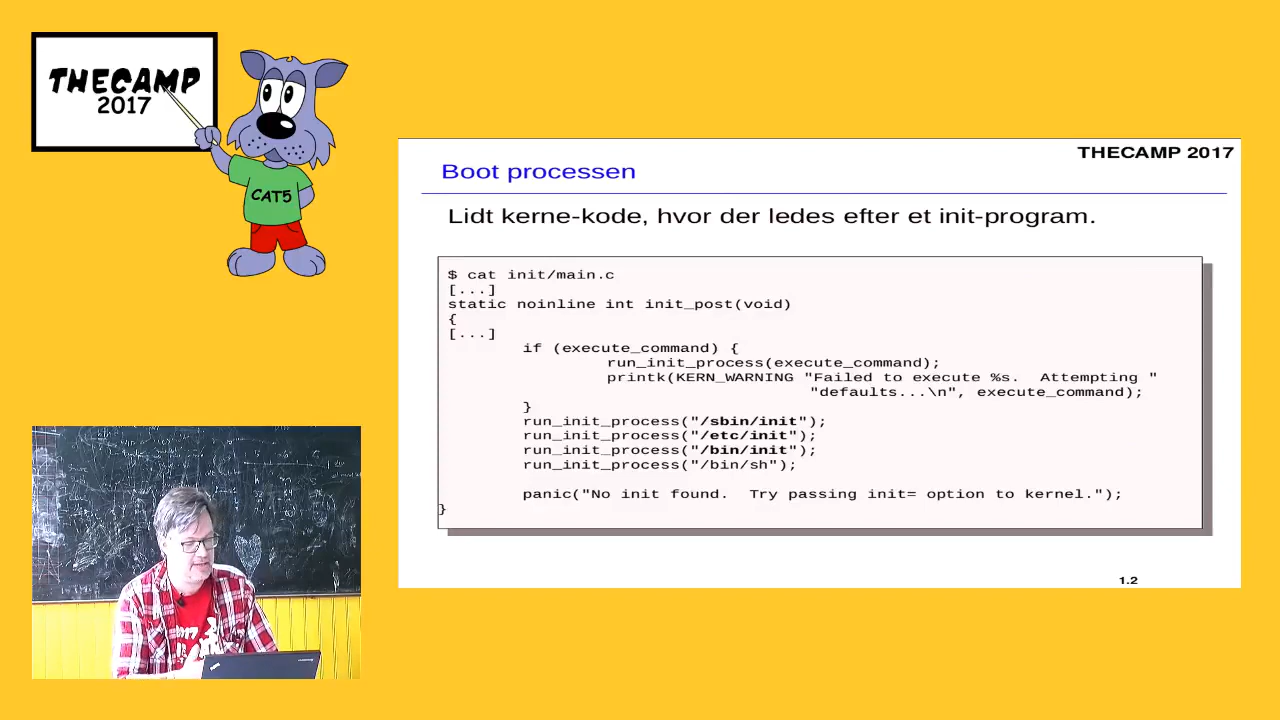 THECAMP
2017
CAT5
THECAMP 2017
Boot processen
Lidt kerne-kode, hvor der ledes efter et init-program.
$ cat init/main.c
[...]
static noinline int init_post(void)
{
[...]
if (execute_command) {
run_init_process(execute_command);
printk(KERN_WARNING "Failed to execute %s.  Attempting "
"defaults...\n", execute_command);
}
run_init_process("/sbin/init");
run_init_process("/etc/init");
run_init_process("/bin/init");
run_init_process("/bin/sh");
panic("No init found.  Try passing init= option to kernel.");
}
1.2